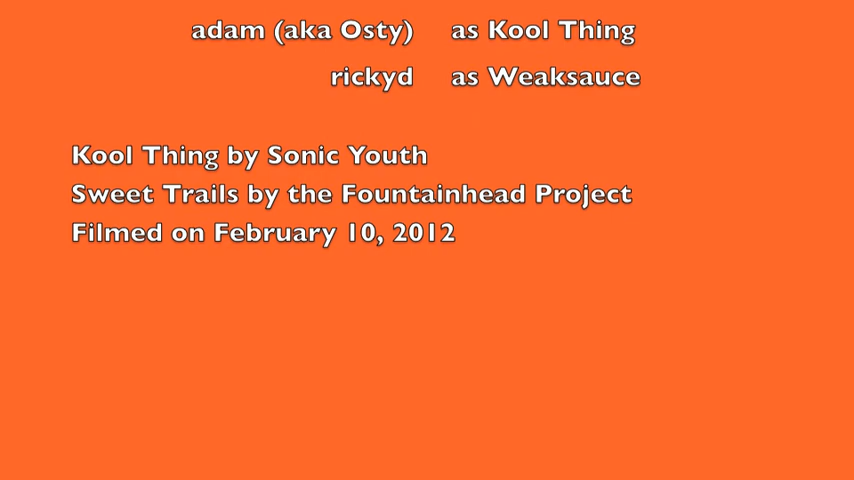 adam (aka Osty) as Kool Thing
rickyd as Weaksauce
Kool Thing by Sonic Youth
Sweet Trails by the Fountainhead Project
Filmed on February 10, 2012